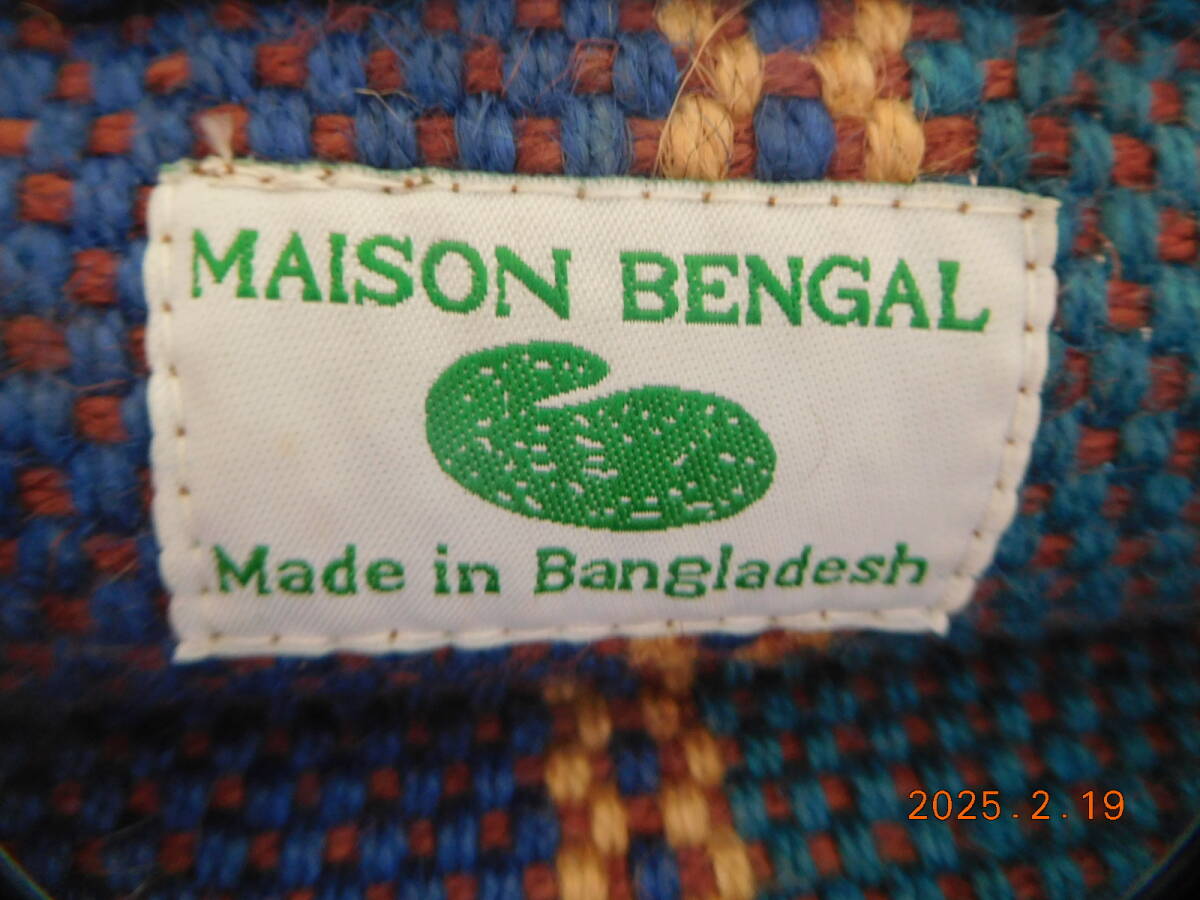 MAISON BENGAL
Made in Bangladesh
2025.2.19